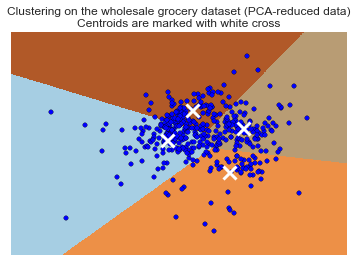 Clustering on the wholesale grocery dataset (PCA-reduced data)
Centroids are marked with white cross